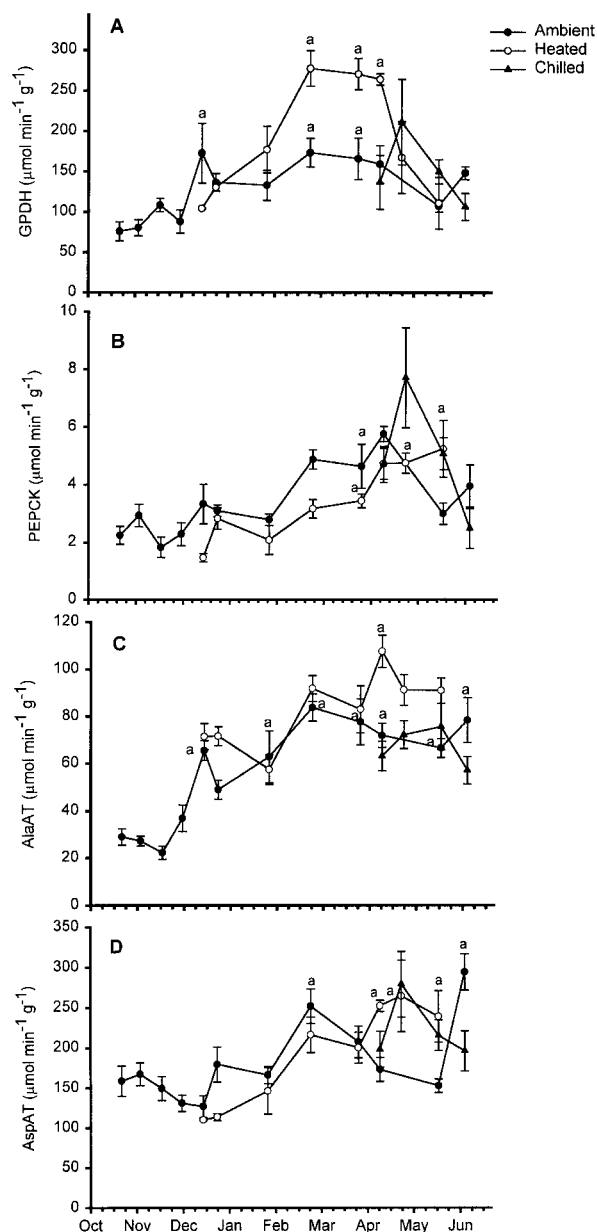 A
Ambient
Heated
Chilled
GPDH (μmol min⁻¹ g⁻¹)
300
250
200
150
100
50
0
a
a
a
a
a
a
B
PEPCK (μmol min⁻¹ g⁻¹)
10
8
6
4
2
0
a
a
a
a
C
AlaAT (μmol min⁻¹ g⁻¹)
120
100
80
60
40
20
0
a
a
a
a
a
a
a
D
AspAT (μmol min⁻¹ g⁻¹)
350
300
250
200
150
100
50
0
a
a
a
a
Oct Nov Dec Jan Feb Mar Apr May Jun